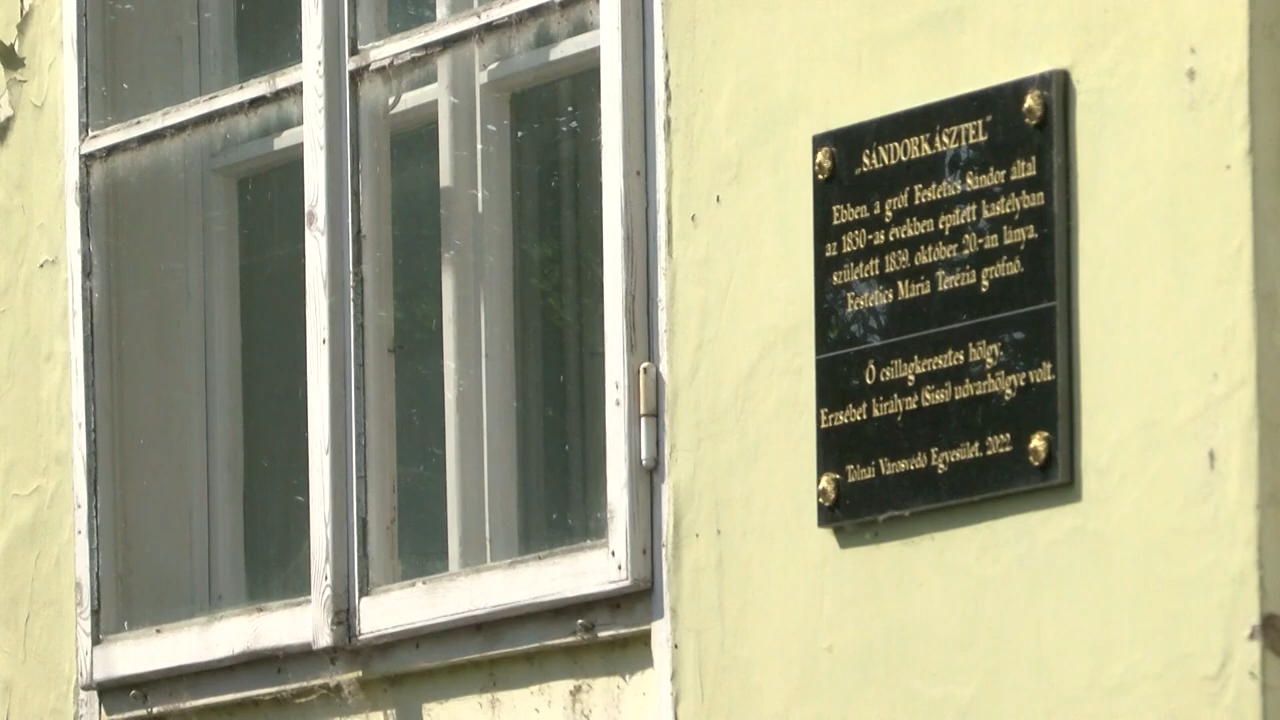 „SÁNDORKÁSZTEL”
Ebben, a gróf Festetics Sándor által
az 1830-as években épített kastélyban
született 1839. október 20.-án lánya,
Festetics Mária Terézia grófnő.
Ő csillagkeresztes hölgy,
Erzsébet királyné (Sissi) udvarhölgye volt.
Tolnai Városvédő Egyesület, 2022.